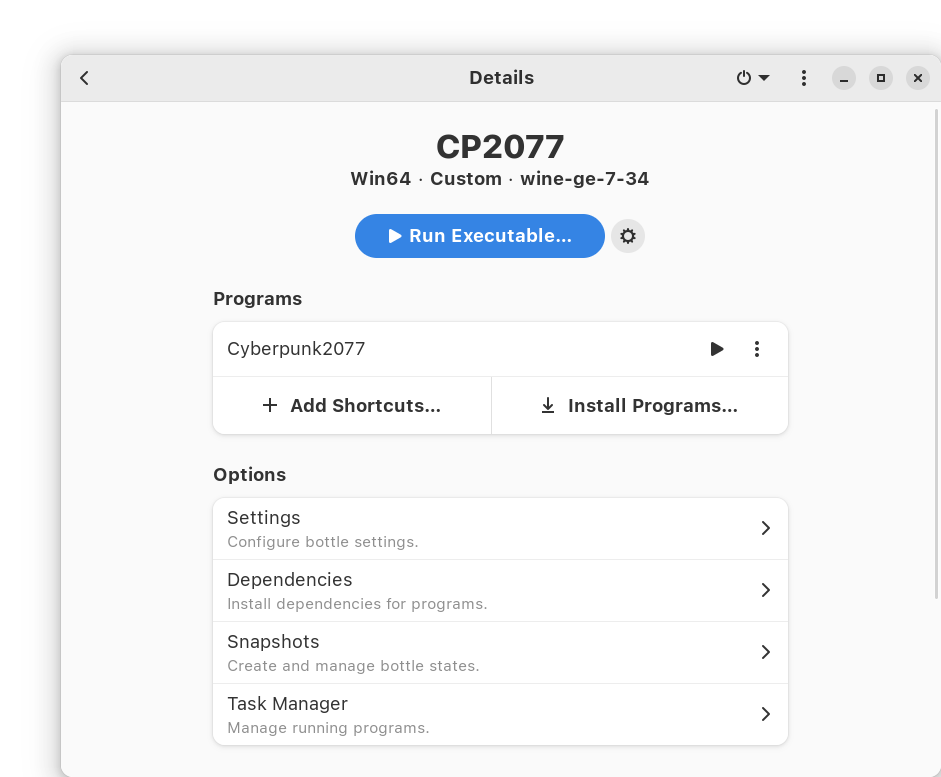 Details
CP2077
Win64 · Custom · wine-ge-7-34
Run Executable...
Programs
Cyberpunk2077
Add Shortcuts...
Install Programs...
Options
Settings
Configure bottle settings.
Dependencies
Install dependencies for programs.
Snapshots
Create and manage bottle states.
Task Manager
Manage running programs.